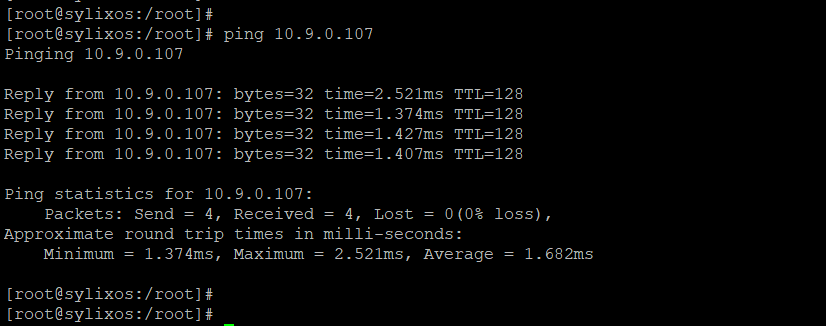 [root@sylixos:/root]#
[root@sylixos:/root]# ping 10.9.0.107
Pinging 10.9.0.107

Reply from 10.9.0.107: bytes=32 time=2.521ms TTL=128
Reply from 10.9.0.107: bytes=32 time=1.374ms TTL=128
Reply from 10.9.0.107: bytes=32 time=1.427ms TTL=128
Reply from 10.9.0.107: bytes=32 time=1.407ms TTL=128

Ping statistics for 10.9.0.107:
    Packets: Send = 4, Received = 4, Lost = 0(0% loss),
Approximate round trip times in milli-seconds:
    Minimum = 1.374ms, Maximum = 2.521ms, Average = 1.682ms

[root@sylixos:/root]#
[root@sylixos:/root]#